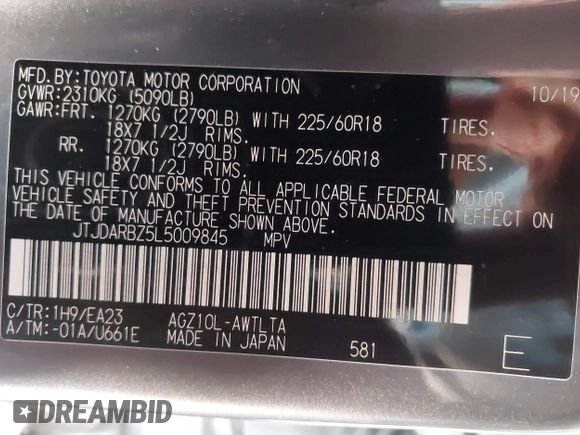 MFD.BY:TOYOTA MOTOR CORPORATION 10/19
GVWR:2310KG (5090LB)
GAWR:FRT. 1270KG (2790LB) WITH 225/60R18 TIRES.
18X7 1/2J RIMS.
RR. 1270KG (2790LB) WITH 225/60R18 TIRES.
18X7 1/2J RIMS.
THIS VEHICLE CONFORMS TO ALL APPLICABLE FEDERAL MOTOR
VEHICLE SAFETY AND THEFT PREVENTION STANDARDS IN EFFECT ON
THE DATE OF MANUFACTURE SHOWN ABOVE.
JTJDARBZ5L5009845 MPV
C/TR:1H9/EA23 AGZ10L-AWTLTA
A/TM:-01A/U661E MADE IN JAPAN 581 E
DREAMBID